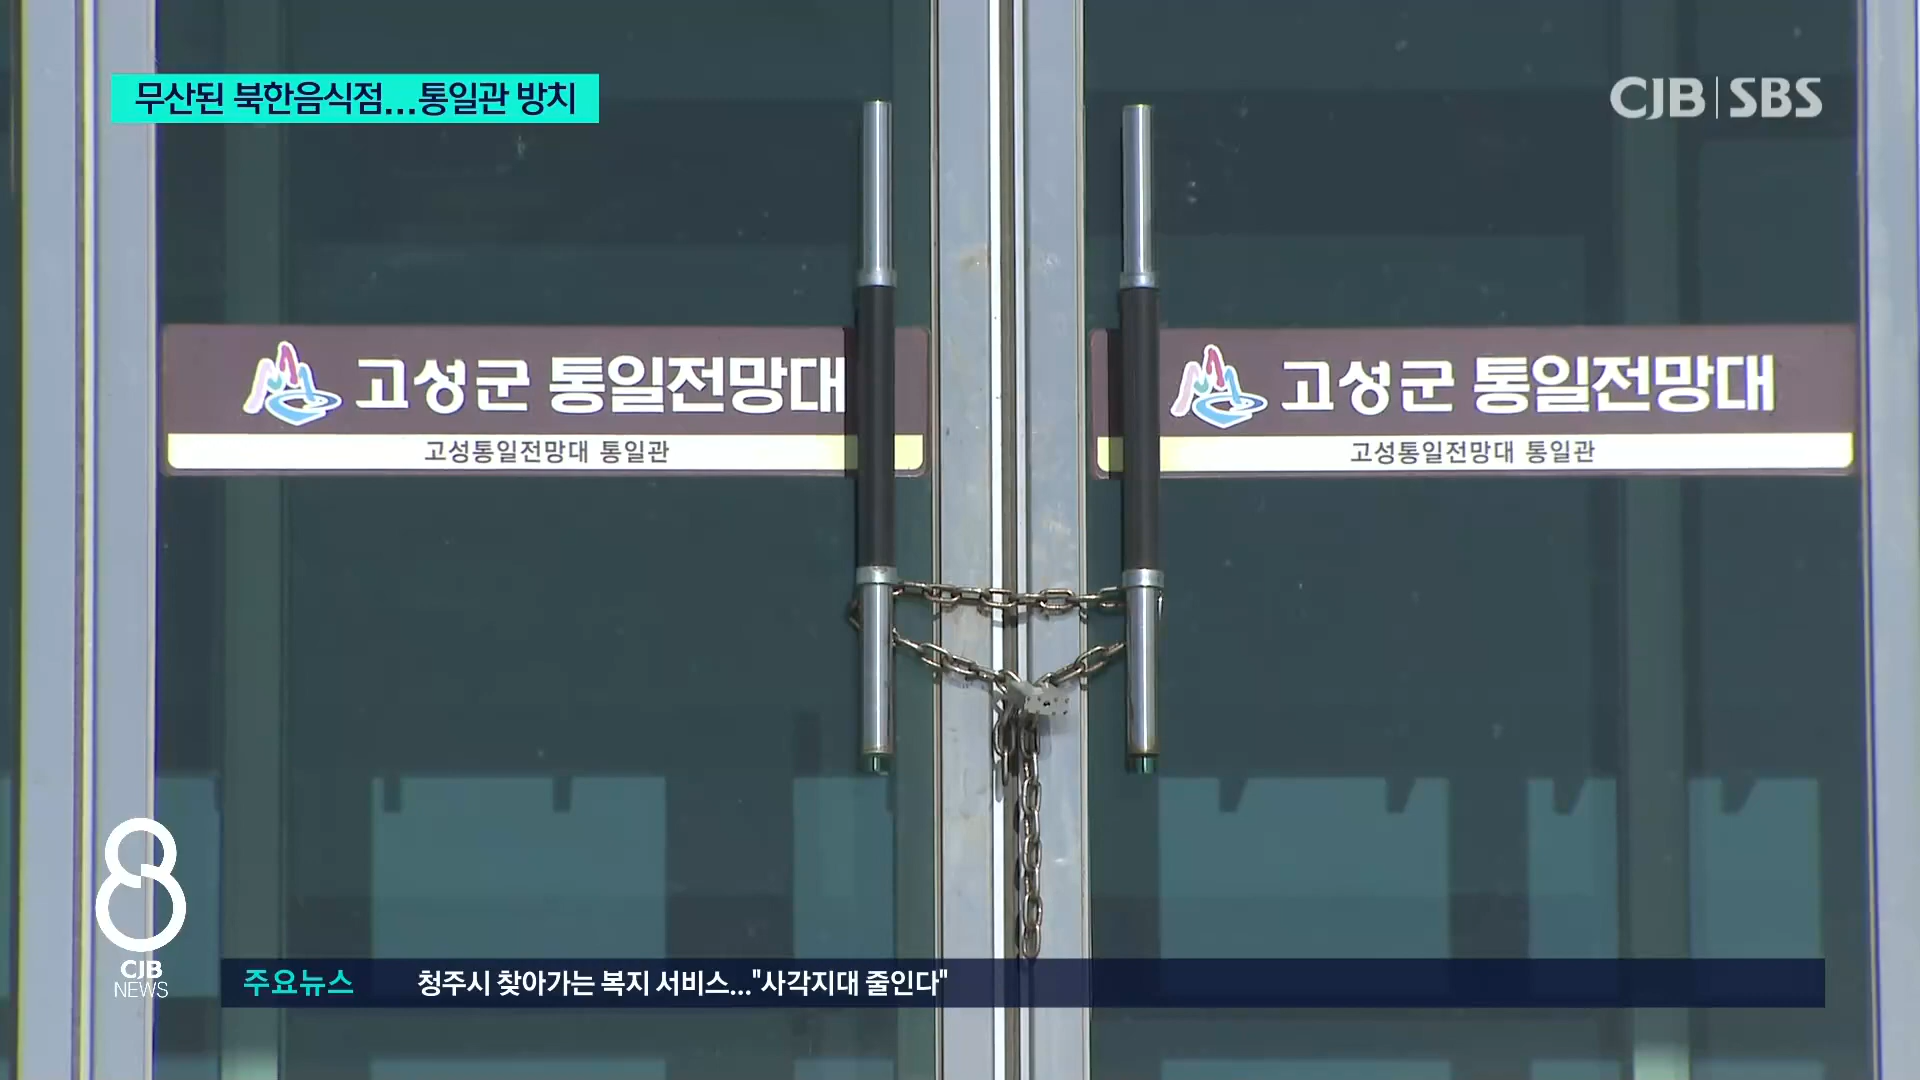 무산된 북한음식점...통일관 방치
CJB SBS
고성군 통일전망대
고성통일전망대 통일관
고성군 통일전망대
고성통일전망대 통일관
8
CJB
NEWS
주요뉴스 청주시 찾아가는 복지 서비스..."사각지대 줄인다"